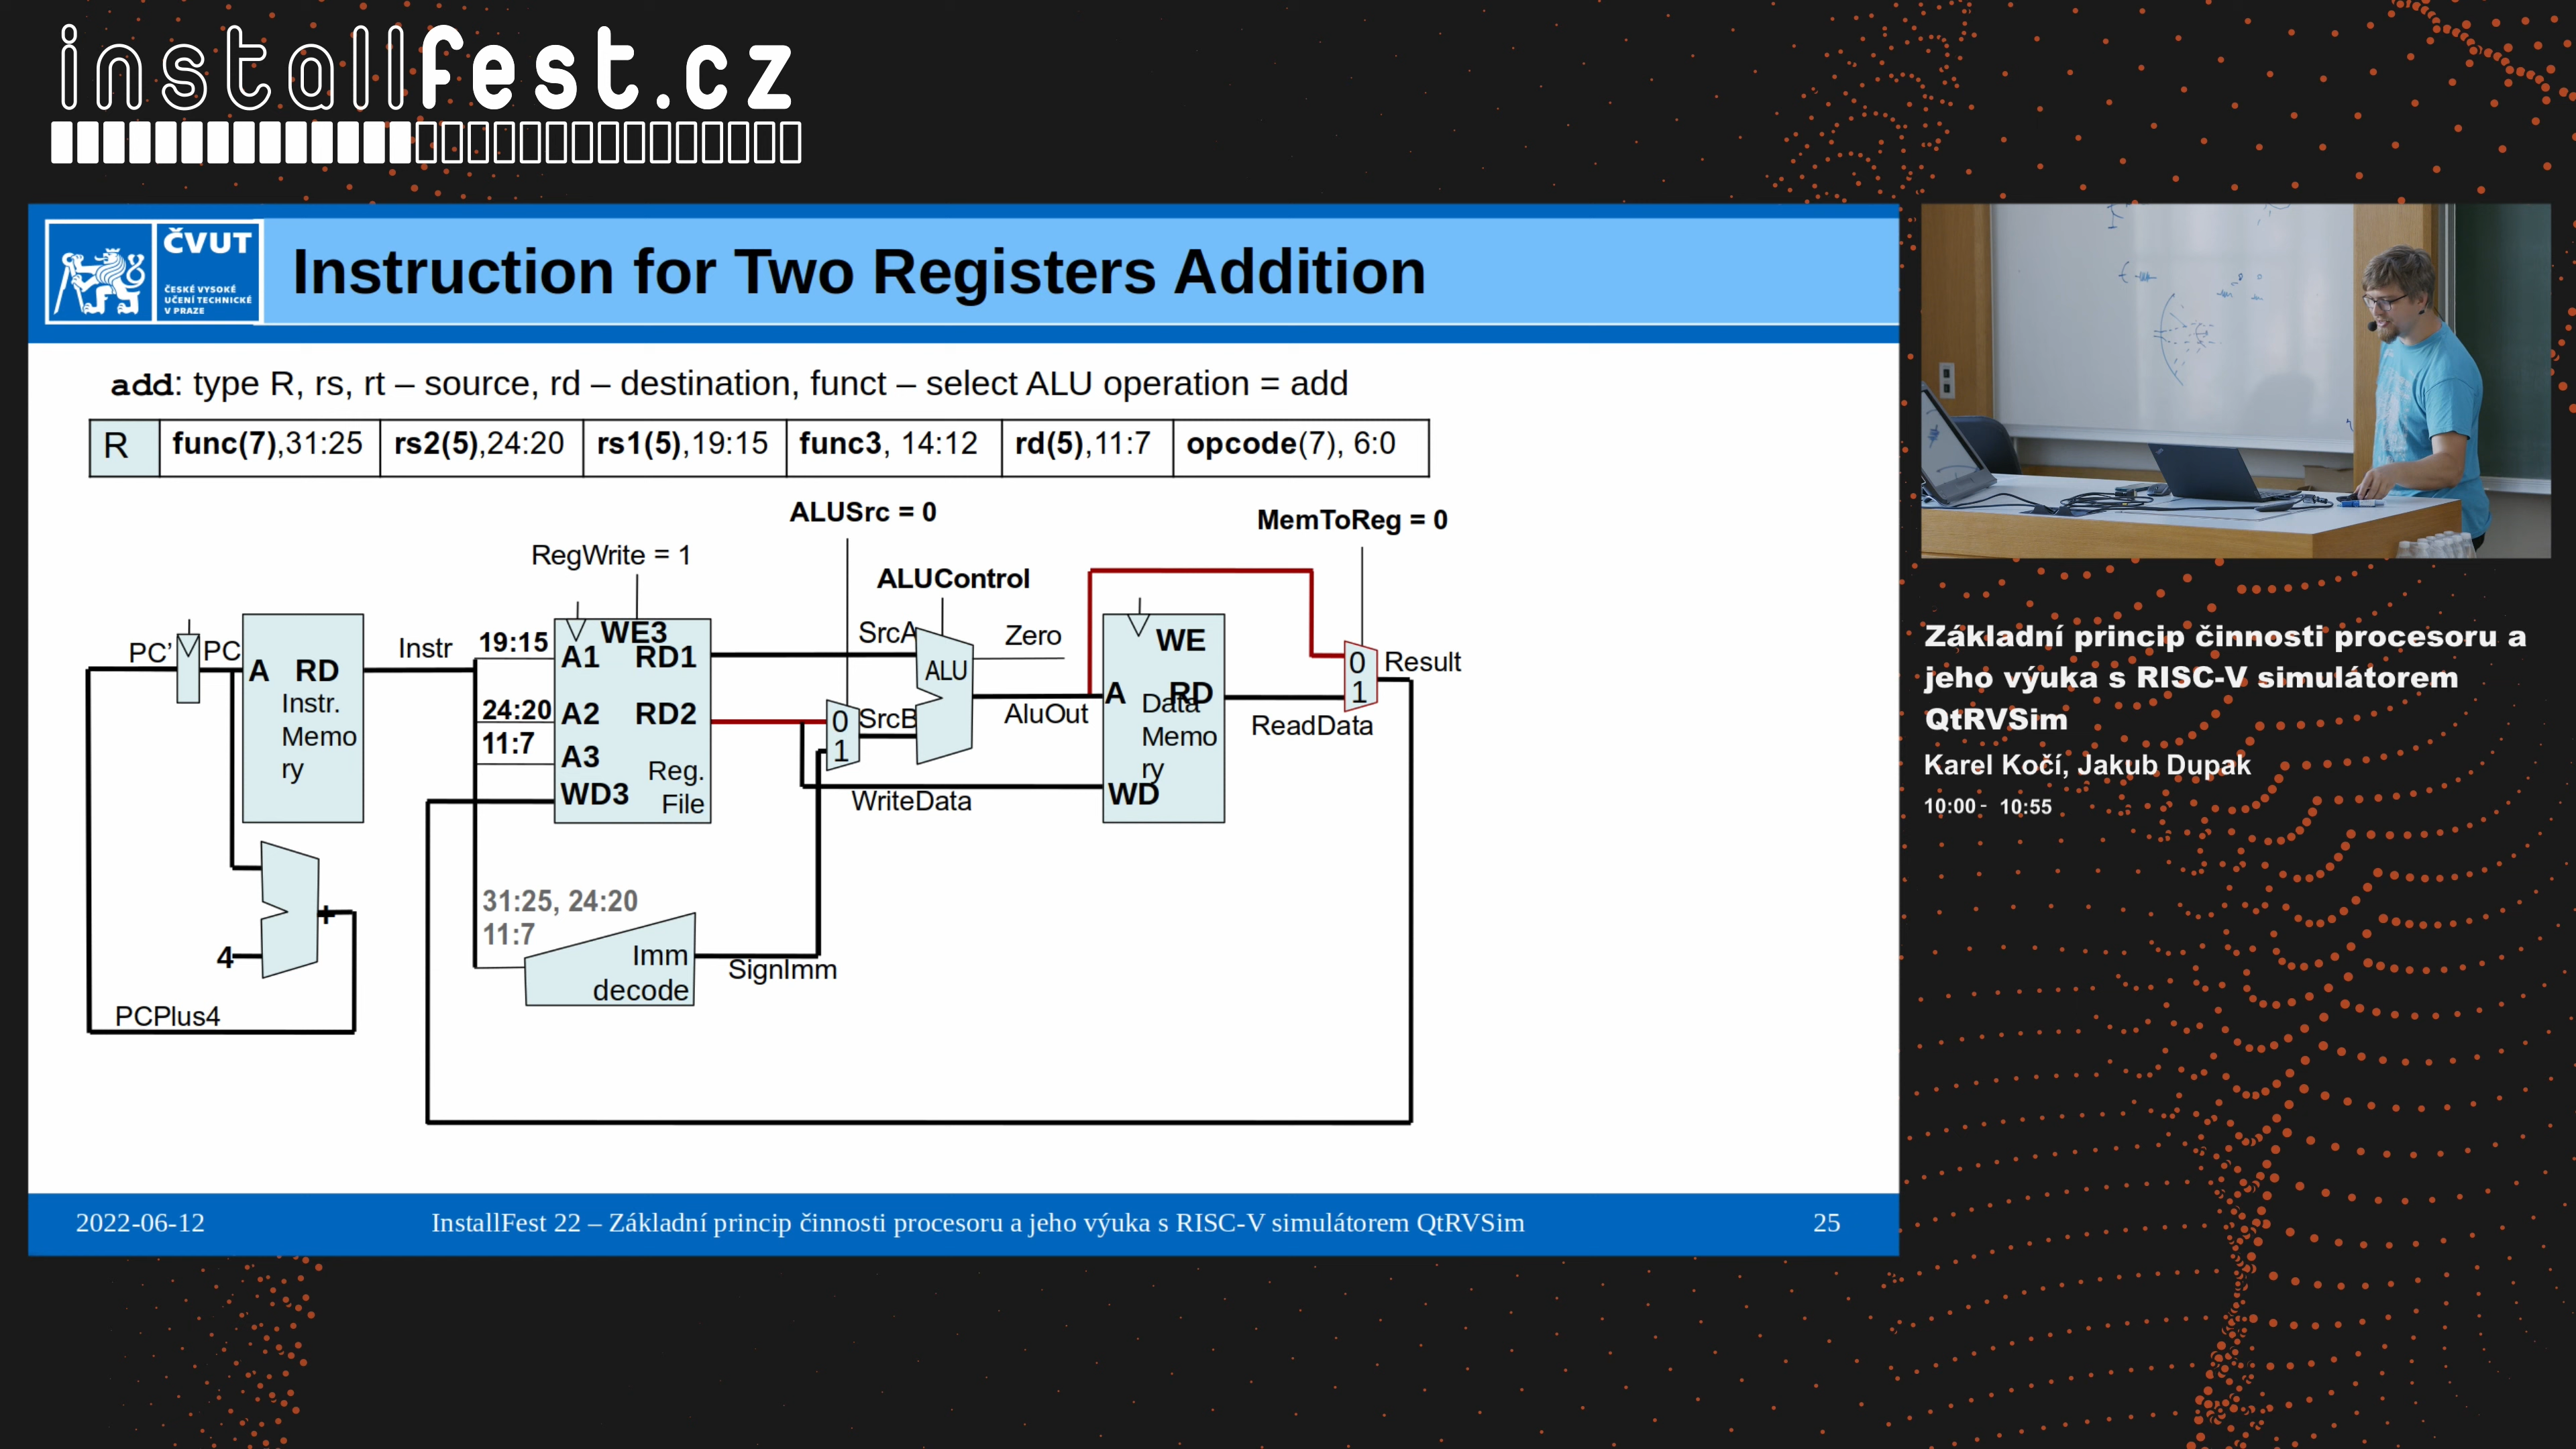 installfest.cz
ČVUT
ČESKÉ VYSOKÉ
UČENÍ TECHNICKÉ
V PRAZE
Instruction for Two Registers Addition
add: type R, rs, rt – source, rd – destination, funct – select ALU operation = add
R func(7),31:25 rs2(5),24:20 rs1(5),19:15 func3, 14:12 rd(5),11:7 opcode(7), 6:0
ALUSrc = 0
MemToReg = 0
RegWrite = 1
ALUControl
PC’
PC
A RD
Instr.
Memo
ry
Instr
19:15
24:20
11:7
WE3
A1 RD1
A2 RD2
A3
WD3
Reg.
File
SrcA
0
1
SrcB
ALU
Zero
AluOut
WriteData
WE
A RD
Data
Memo
ry
WD
ReadData
0
1
Result
4
+
PCPlus4
31:25, 24:20
11:7
Imm
decode
SignImm
2022-06-12
InstallFest 22 – Základní princip činnosti procesoru a jeho výuka s RISC-V simulátorem QtRVSim
25
Základní princip činnosti procesoru a
jeho výuka s RISC-V simulátorem
QtRVSim
Karel Kočí, Jakub Dupak
10:00 - 10:55